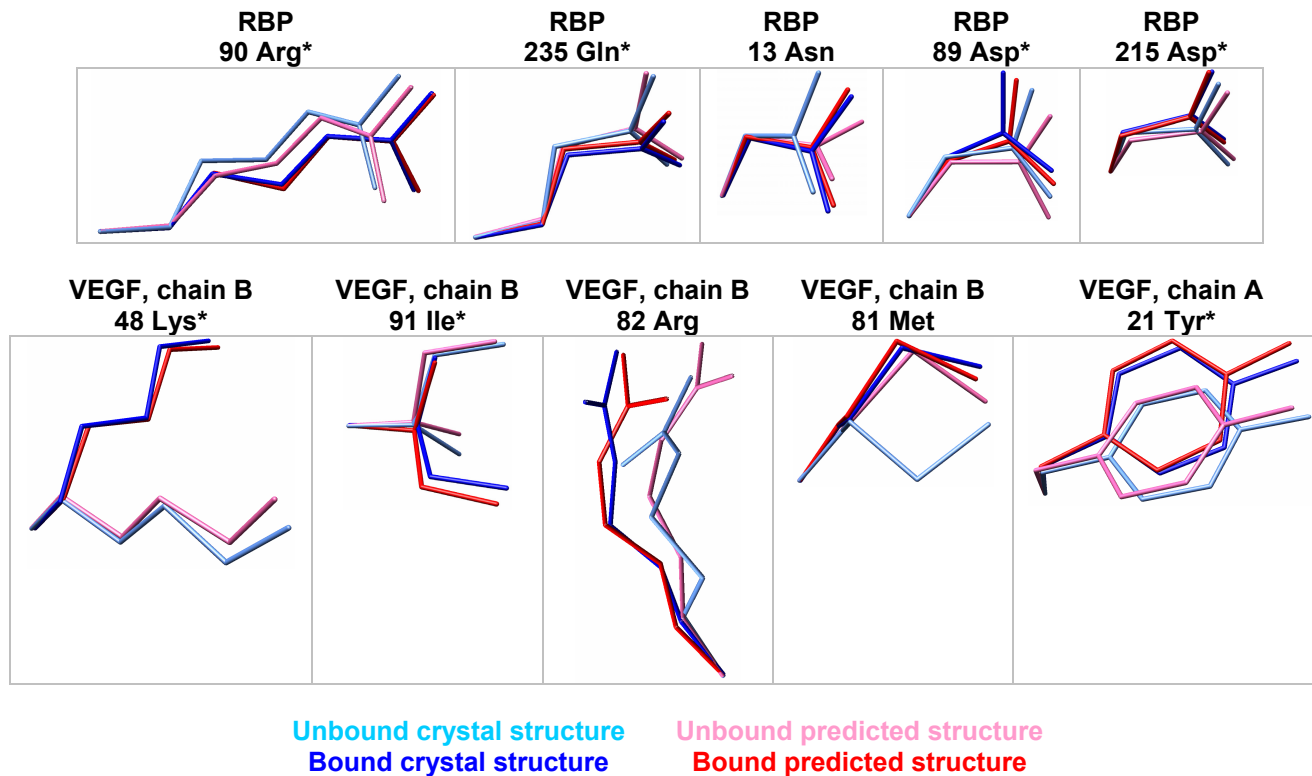 RBP
90 Arg*
RBP
235 Gln*
RBP
13 Asn
RBP
89 Asp*
RBP
215 Asp*
VEGF, chain B
48 Lys*
VEGF, chain B
91 Ile*
VEGF, chain B
82 Arg
VEGF, chain B
81 Met
VEGF, chain A
21 Tyr*
Unbound crystal structure
Unbound predicted structure
Bound crystal structure
Bound predicted structure